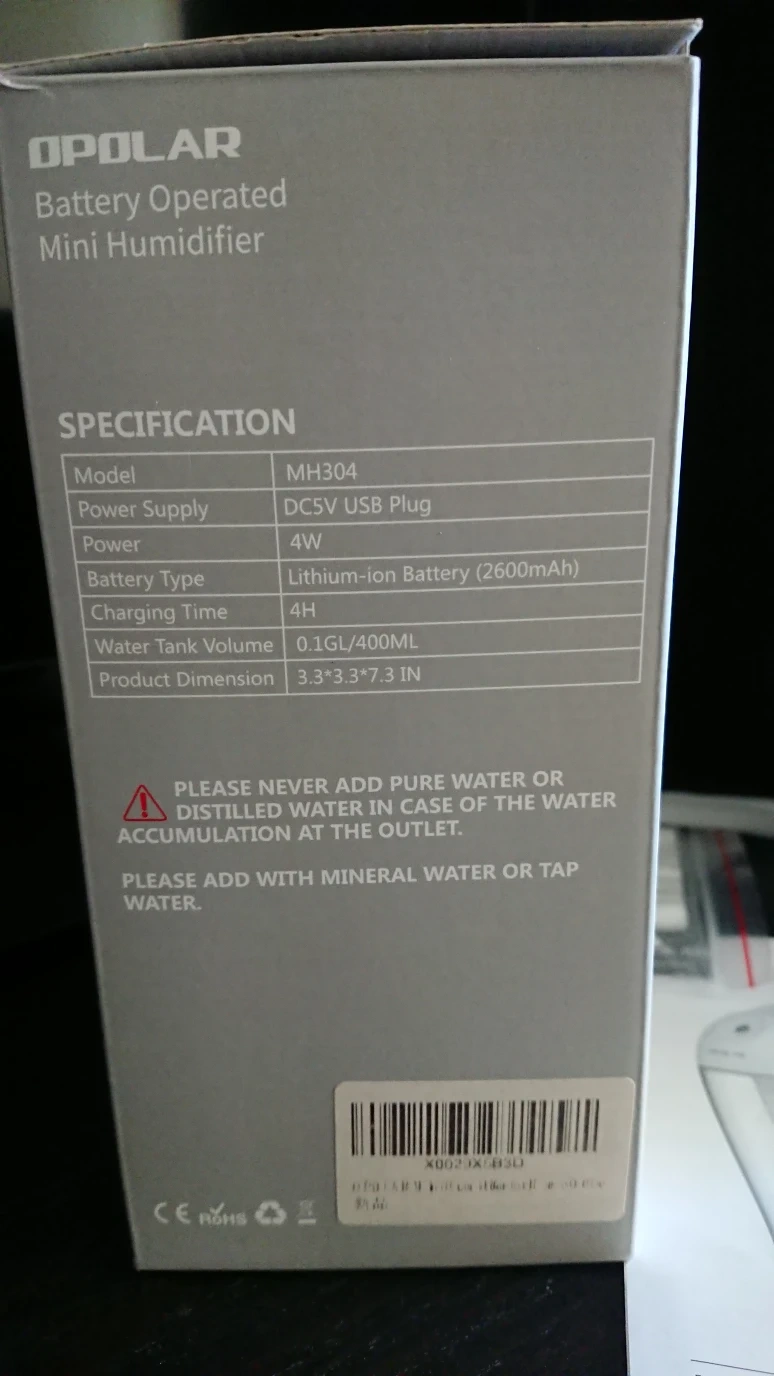 OPOLAR
Battery Operated
Mini Humidifier
SPECIFICATION
Model MH304
Power Supply DC5V USB Plug
Power 4W
Battery Type Lithium-ion Battery (2600mAh)
Charging Time 4H
Water Tank Volume 0.1GL/400ML
Product Dimension 3.3*3.3*7.3 IN
PLEASE NEVER ADD PURE WATER OR
DISTILLED WATER IN CASE OF THE WATER
ACCUMULATION AT THE OUTLET.
PLEASE ADD WITH MINERAL WATER OR TAP
WATER.
新品
CE RoHS